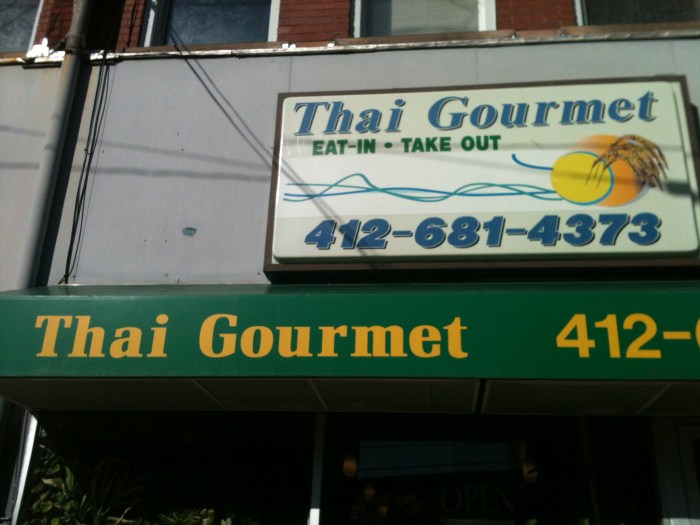 Thai Gourmet
EAT-IN • TAKE OUT
412-681-4373
Thai Gourmet 412-
OPEN